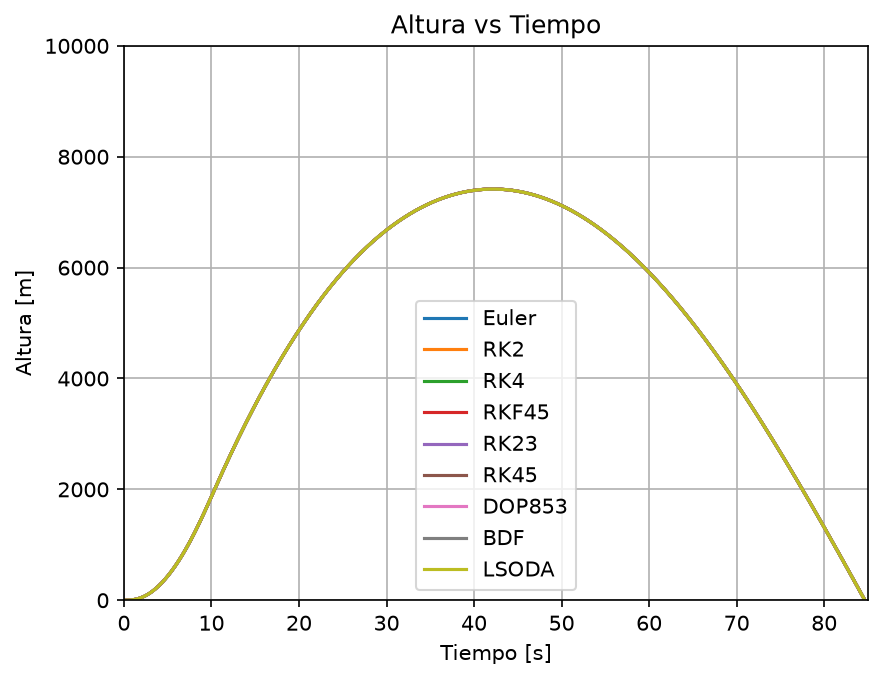 Altura vs Tiempo
10000
8000
6000
4000
2000
0
Altura [m]
Euler
RK2
RK4
RKF45
RK23
RK45
DOP853
BDF
LSODA
0 10 20 30 40 50 60 70 80
Tiempo [s]